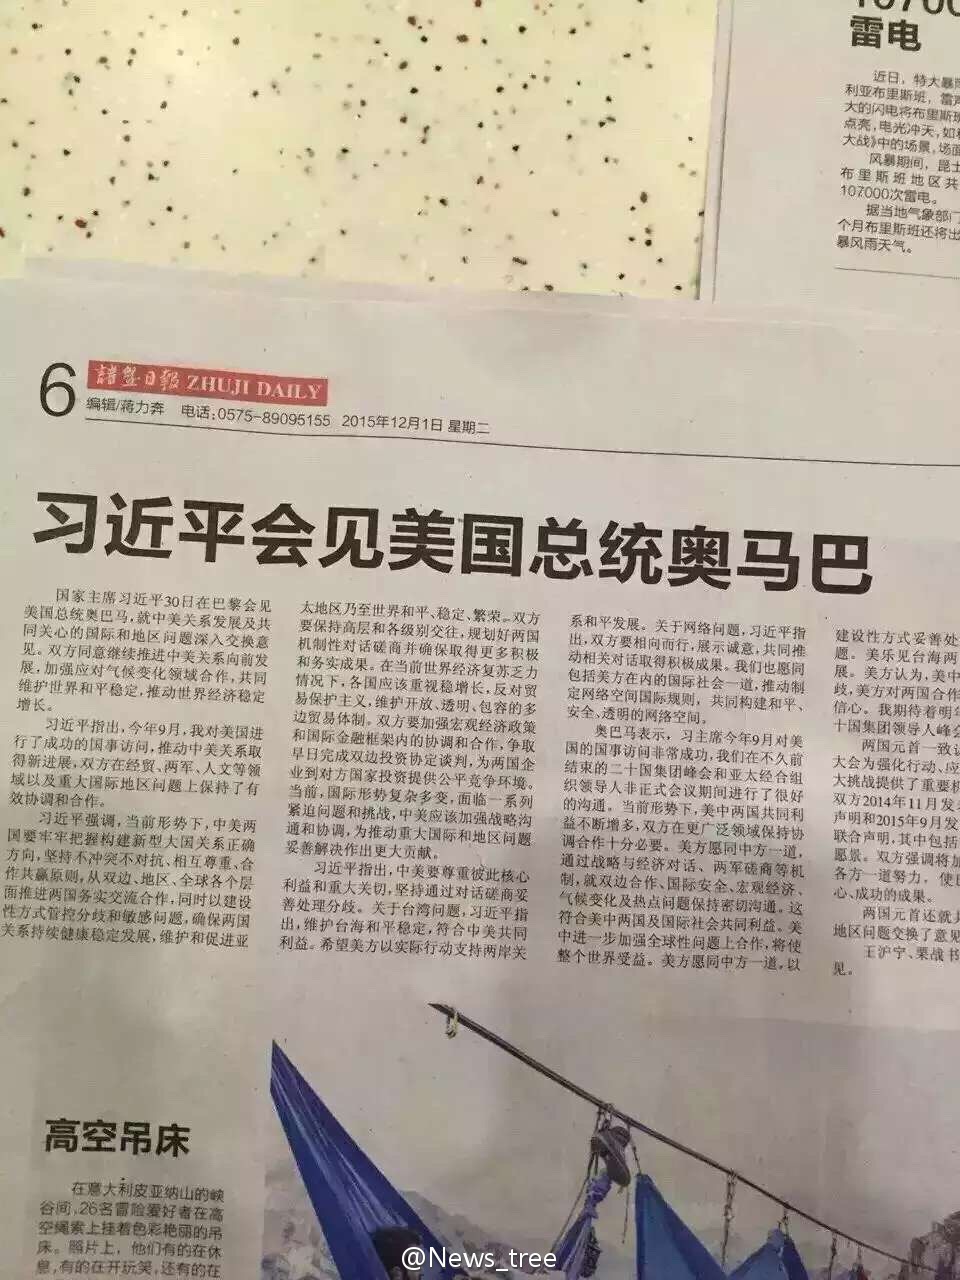 107000
雷电
近日，特大暴雨
利亚布里斯班，雷声
大的闪电将布里斯班
点亮，电光冲天，如科
大战》中的场景，场面
风暴期间，昆士
布里斯班地区共
107000次雷电。
据当地气象部门
个月布里斯班还将出
暴风雨天气。
6
諸暨日報 ZHUJI DAILY
编辑/蒋力奔 电话:0575-89095155 2015年12月1日 星期二
习近平会见美国总统奥马巴
国家主席习近平30日在巴黎会见
美国总统奥巴马，就中美关系发展及共
同关心的国际和地区问题深入交换意
见。双方同意继续推进中美关系向前发
展，加强应对气候变化领域合作，共同
维护世界和平稳定，推动世界经济稳定
增长。
习近平指出，今年9月，我对美国进
行了成功的国事访问，推动中美关系取
得新进展，双方在经贸、两军、人文等领
域以及重大国际地区问题上保持了有
效协调和合作。
习近平强调，当前形势下，中美两
国要牢牢把握构建新型大国关系正确
方向，坚持不冲突不对抗、相互尊重、合
作共赢原则，从双边、地区、全球各个层
面推进两国务实交流合作，同时以建设
性方式管控分歧和敏感问题，确保两国
关系持续健康稳定发展，维护和促进亚
太地区乃至世界和平、稳定、繁荣。双方
要保持高层和各级别交往，规划好两国
机制性对话磋商并确保取得更多积极
和务实成果。在当前世界经济复苏乏力
情况下，各国应该重视稳增长，反对贸
易保护主义，维护开放、透明、包容的多
边贸易体制。双方要加强宏观经济政策
和国际金融框架内的协调和合作，争取
早日完成双边投资协定谈判，为两国企
业到对方国家投资提供公平竞争环境。
当前，国际形势复杂多变，面临一系列
紧迫问题和挑战，中美应该加强战略沟
通和协调，为推动重大国际和地区问题
妥善解决作出更大贡献。
习近平指出，中美要尊重彼此核心
利益和重大关切，坚持通过对话磋商妥
善处理分歧。关于台湾问题，习近平指
出，维护台海和平稳定，符合中美共同
利益。希望美方以实际行动支持两岸关
系和平发展。关于网络问题，习近平指
出，双方要相向而行，展示诚意，共同推
动相关对话取得积极成果。我们也愿同
包括美方在内的国际社会一道，推动制
定网络空间国际规则，共同构建和平、
安全、透明的网络空间。
奥巴马表示，习主席今年9月对美
国的国事访问非常成功，我们在不久前
结束的二十国集团峰会和亚太经合组
织领导人非正式会议期间进行了很好
的沟通。当前形势下，美中两国共同利
益不断增多，双方在更广泛领域保持协
调合作十分必要。美方愿同中方一道，
通过战略与经济对话、两军磋商等机
制，就双边合作、国际安全、宏观经济、
气候变化及热点问题保持密切沟通。这
符合美中两国及国际社会共同利益。美
中进一步加强全球性问题上合作，将使
整个世界受益。美方愿同中方一道，以
建设性方式妥善处
题。美乐见台海两
展。美方认为，美中
歧，美方对两国合作
信心。我期待着明年
十国集团领导人峰会
两国元首一致认
大会为强化行动、应
大挑战提供了重要机
双方2014年11月发表
声明和2015年9月发
联合声明，其中包括
愿景。双方强调将加
各方一道努力，使巴
心、成功的成果。
两国元首还就共
地区问题交换了意见
王沪宁、栗战书
见。
高空吊床
在意大利皮亚纳山的峡
谷间，26名冒险爱好者在高
空绳索上挂着色彩艳丽的吊
床。照片上，他们有的在休
息，有的在开玩笑，还有的在
@News_tree